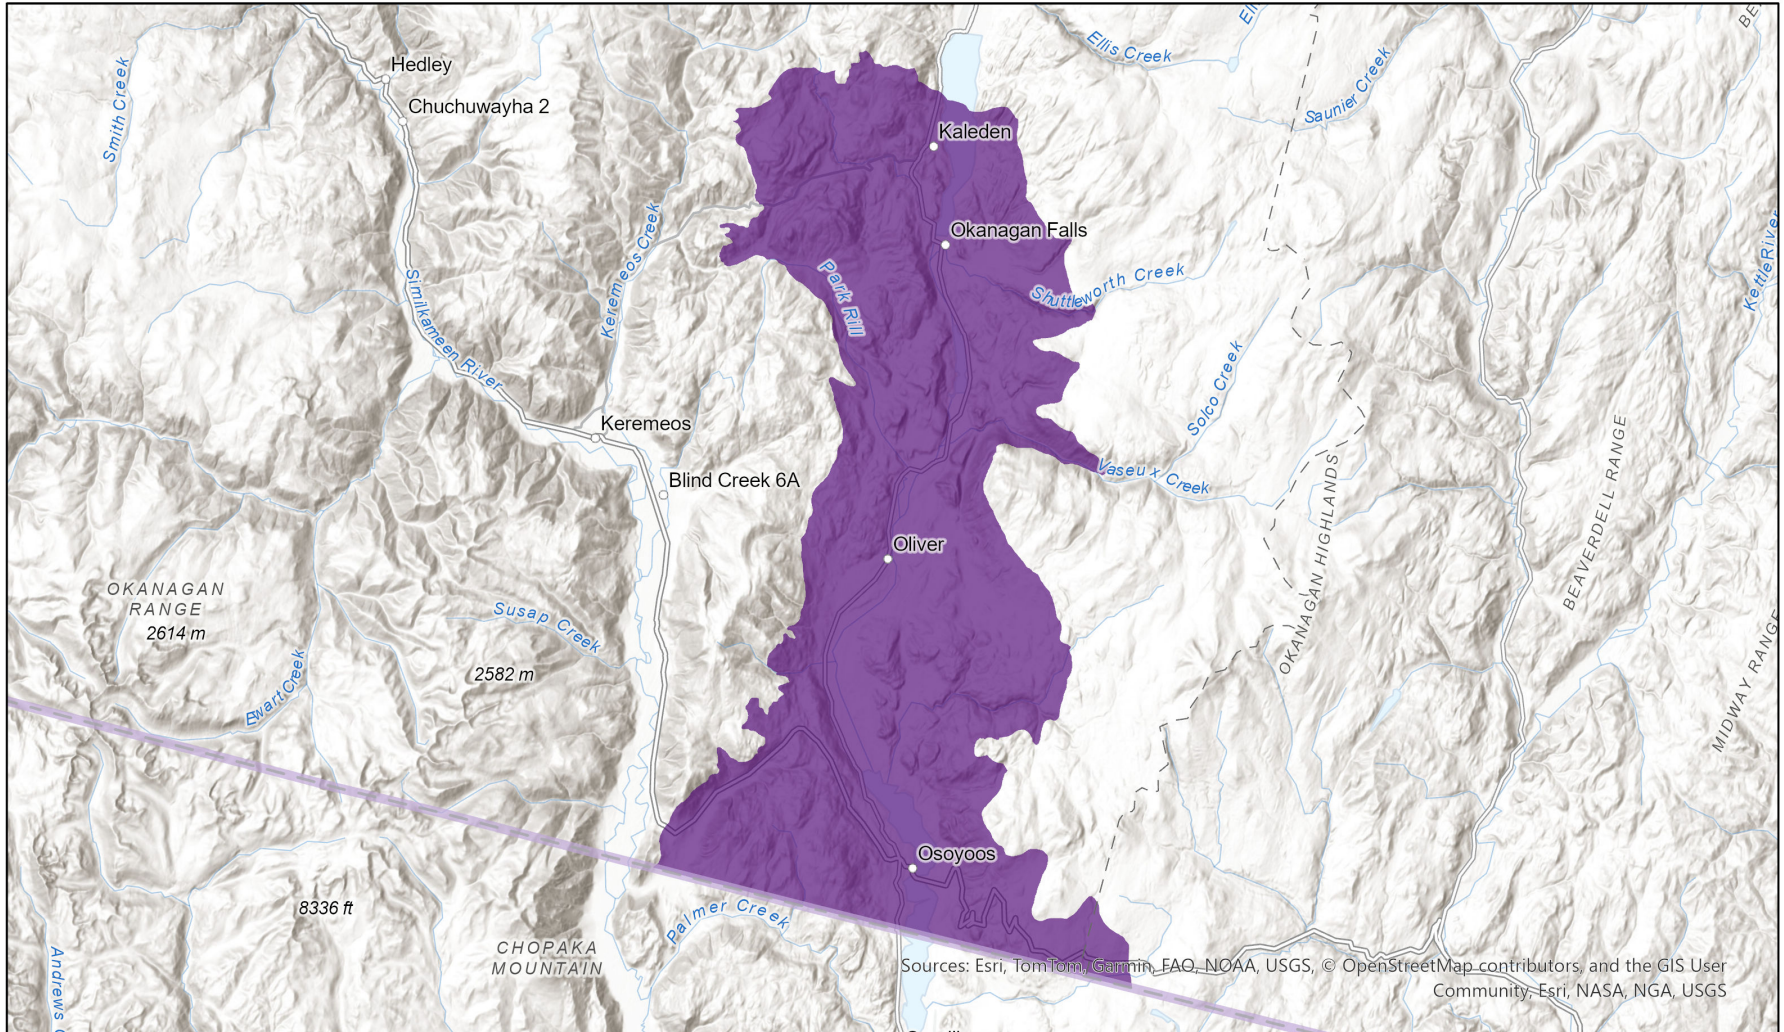 Hedley
Chuchuwayha 2
Smith Creek
Ellis Creek
Saunier Creek
Kaleden
Okanagan Falls
Keremeos Creek
Similkameen River
Park Rill
Shuttleworth Creek
Kettle River
Solco Creek
Keremeos
Blind Creek 6A
Vaseux Creek
Oliver
OKANAGAN HIGHLANDS
BEAVERDELL RANGE
MIDWAY RANGE
OKANAGAN
RANGE
2614 m
Susap Creek
2582 m
Ewart Creek
Osoyoos
8336 ft
Palmer Creek
CHOPAKA
MOUNTAIN
Andrews
Sources: Esri, TomTom, Garmin, FAO, NOAA, USGS, © OpenStreetMap contributors, and the GIS User
Community, Esri, NASA, NGA, USGS